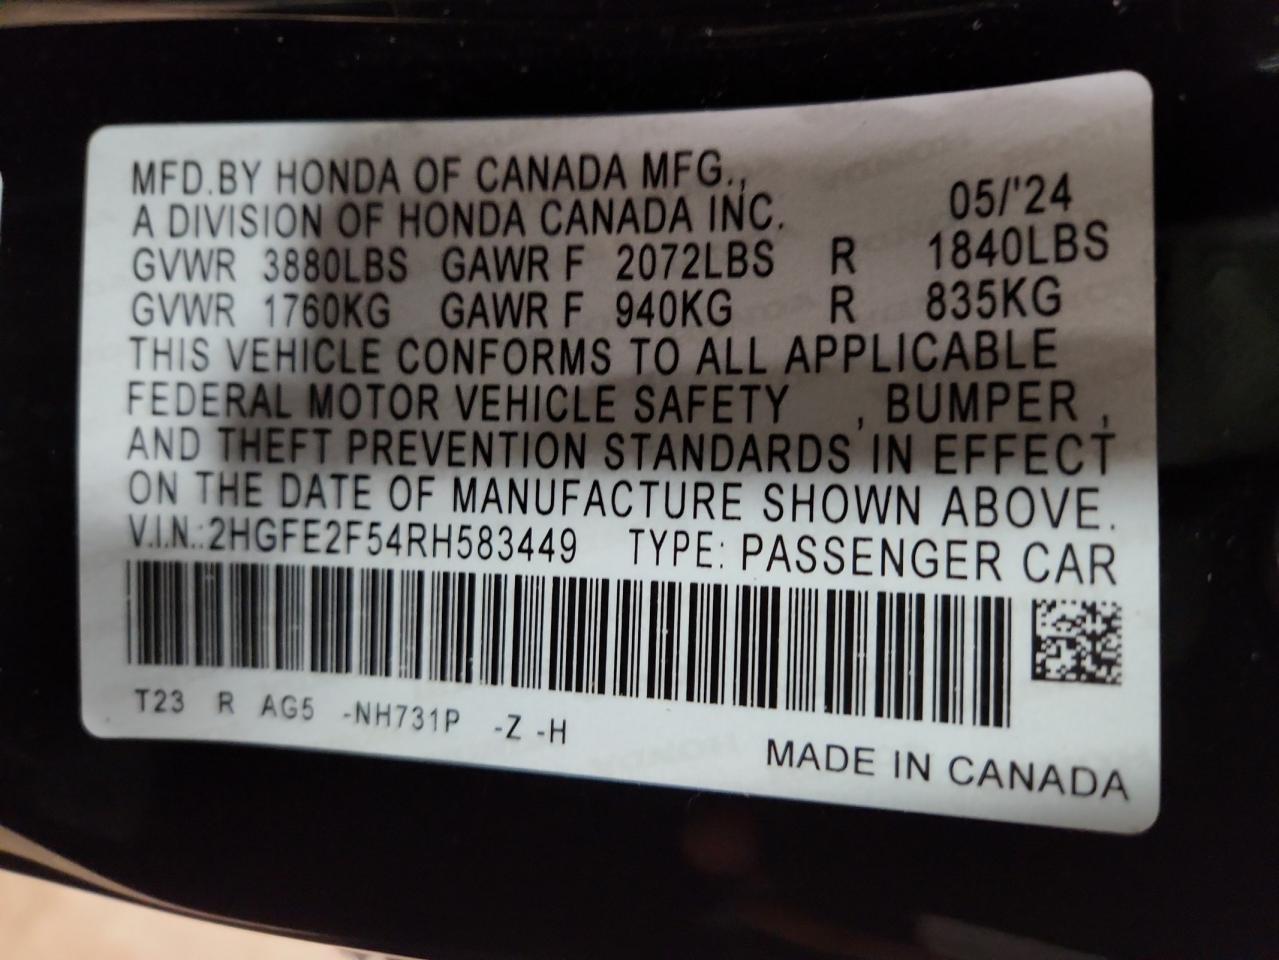 MFD.BY HONDA OF CANADA MFG.,
A DIVISION OF HONDA CANADA INC. 05/'24
GVWR 3880LBS GAWR F 2072LBS R 1840LBS
GVWR 1760KG GAWR F 940KG R 835KG
THIS VEHICLE CONFORMS TO ALL APPLICABLE
FEDERAL MOTOR VEHICLE SAFETY , BUMPER ,
AND THEFT PREVENTION STANDARDS IN EFFECT
ON THE DATE OF MANUFACTURE SHOWN ABOVE.
V.I.N.:2HGFE2F54RH583449 TYPE: PASSENGER CAR
T23 R AG5 -NH731P -Z -H
MADE IN CANADA